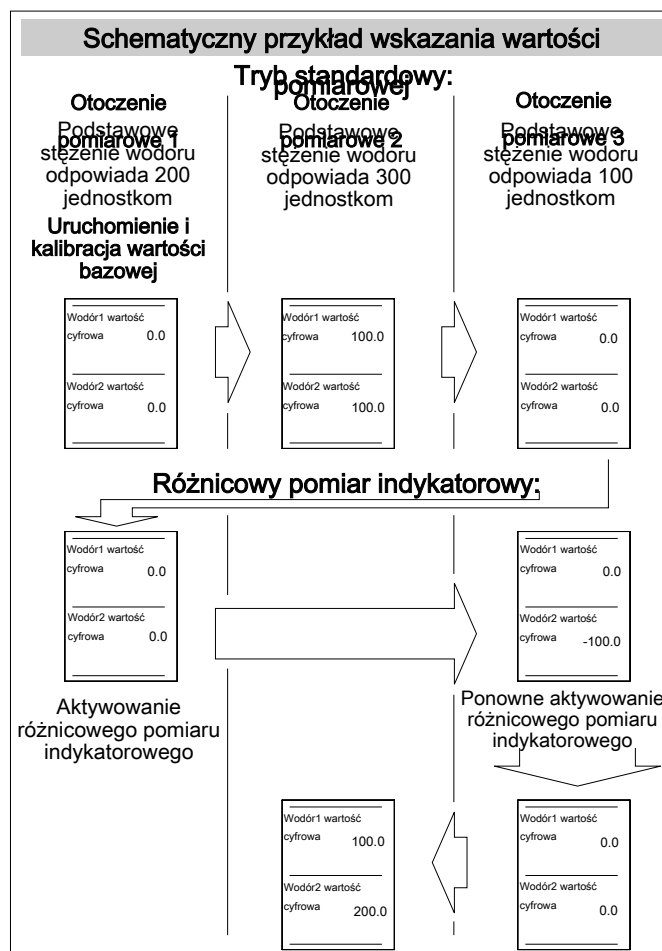 Schematyczny przykład wskazania wartości
pomiarowej
Tryb standardowy:
Otoczenie
pomiarowe 1
Podstawowe
stężenie wodoru
odpowiada 200
jednostkom
Uruchomienie i
kalibracja wartości
bazowej
Otoczenie
pomiarowe 2
Podstawowe
stężenie wodoru
odpowiada 300
jednostkom
Otoczenie
pomiarowe 3
Podstawowe
stężenie wodoru
odpowiada 100
jednostkom
Wodór1 wartość
cyfrowa 0.0
Wodór2 wartość
cyfrowa 0.0
Wodór1 wartość
cyfrowa 100.0
Wodór2 wartość
cyfrowa 100.0
Wodór1 wartość
cyfrowa 0.0
Wodór2 wartość
cyfrowa 0.0
Różnicowy pomiar indykatorowy:
Wodór1 wartość
cyfrowa 0.0
Wodór2 wartość
cyfrowa 0.0
Aktywowanie
różnicowego pomiaru
indykatorowego
Wodór1 wartość
cyfrowa 0.0
Wodór2 wartość
cyfrowa -100.0
Ponowne aktywowanie
różnicowego pomiaru
indykatorowego
Wodór1 wartość
cyfrowa 100.0
Wodór2 wartość
cyfrowa 200.0
Wodór1 wartość
cyfrowa 0.0
Wodór2 wartość
cyfrowa 0.0